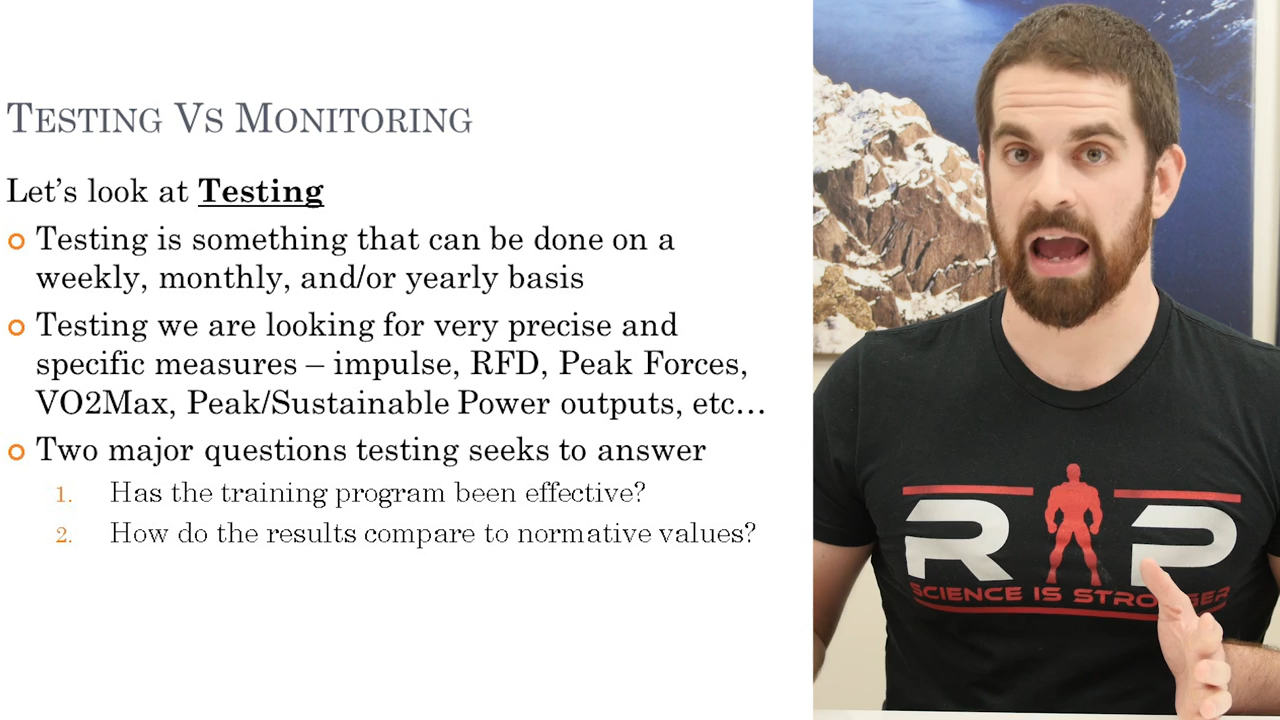 TESTING VS MONITORING
Let's look at Testing
Testing is something that can be done on a
weekly, monthly, and/or yearly basis
Testing we are looking for very precise and
specific measures – impulse, RFD, Peak Forces,
VO2Max, Peak/Sustainable Power outputs, etc…
Two major questions testing seeks to answer
1. Has the training program been effective?
2. How do the results compare to normative values?
R P
SCIENCE IS